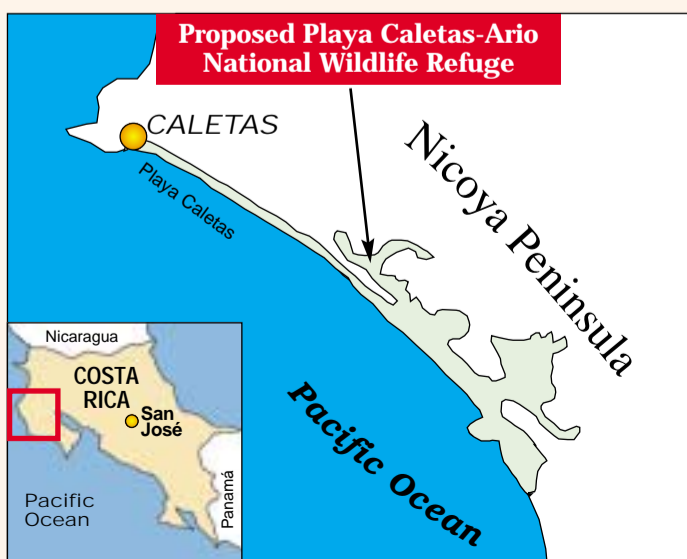 Proposed Playa Caletas-Ario
National Wildlife Refuge
CALETAS
Playa Caletas
Nicoya Peninsula
Pacific Ocean
Nicaragua
COSTA
RICA
San
José
Panamá
Pacific
Ocean